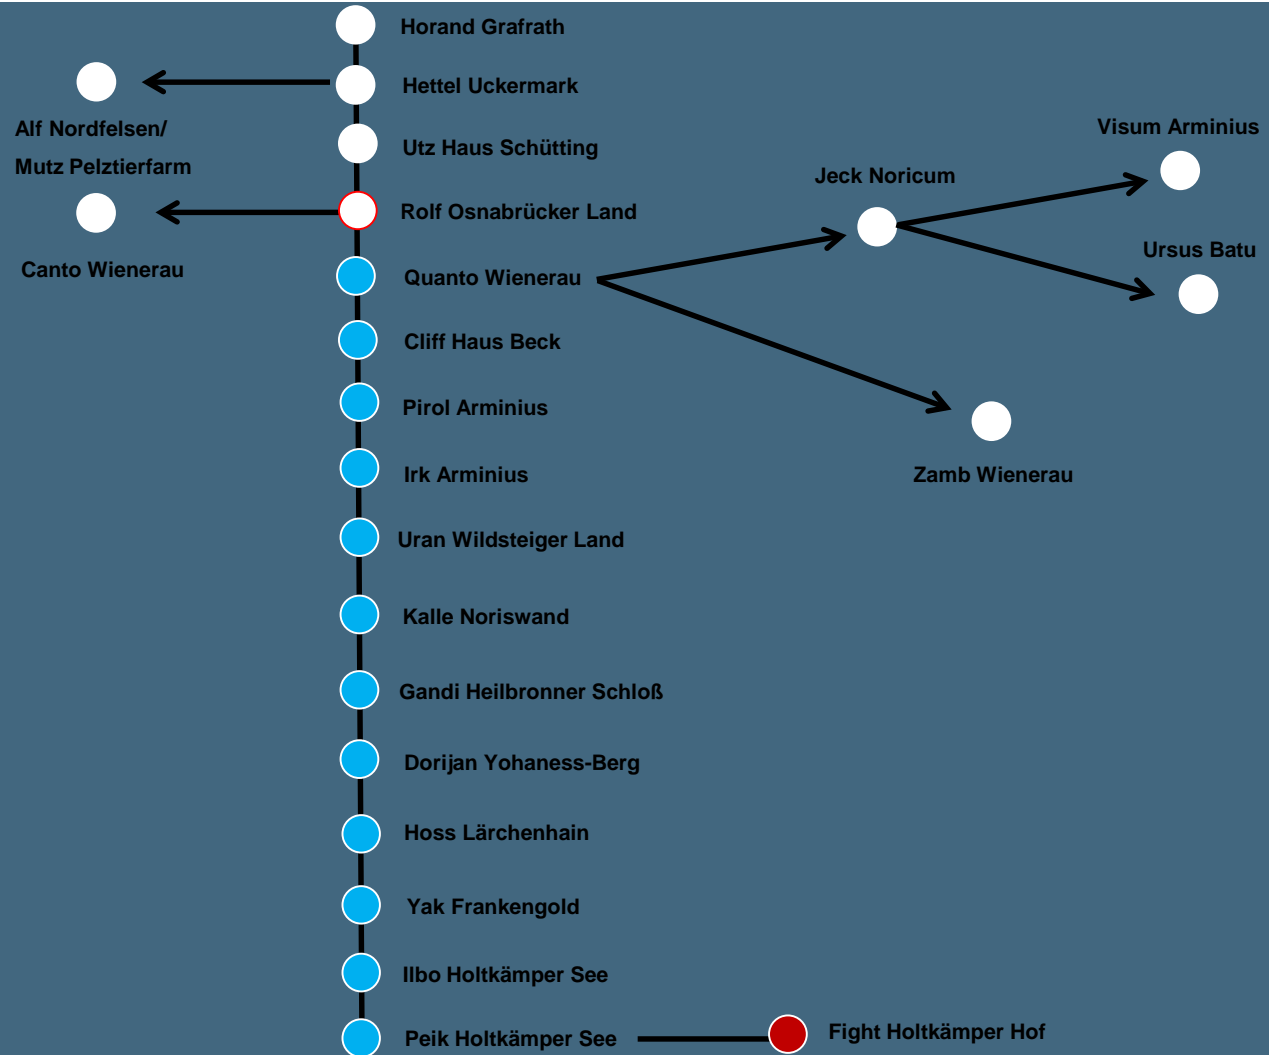 Horand Grafrath
Hettel Uckermark
Alf Nordfelsen/
Mutz Pelztierfarm
Visum Arminius
Utz Haus Schütting
Jeck Noricum
Rolf Osnabrücker Land
Canto Wienerau
Ursus Batu
Quanto Wienerau
Cliff Haus Beck
Pirol Arminius
Irk Arminius
Zamb Wienerau
Uran Wildsteiger Land
Kalle Noriswand
Gandi Heilbronner Schloß
Dorijan Yohaness-Berg
Hoss Lärchenhain
Yak Frankengold
Ilbo Holtkämper See
Peik Holtkämper See
Fight Holtkämper Hof